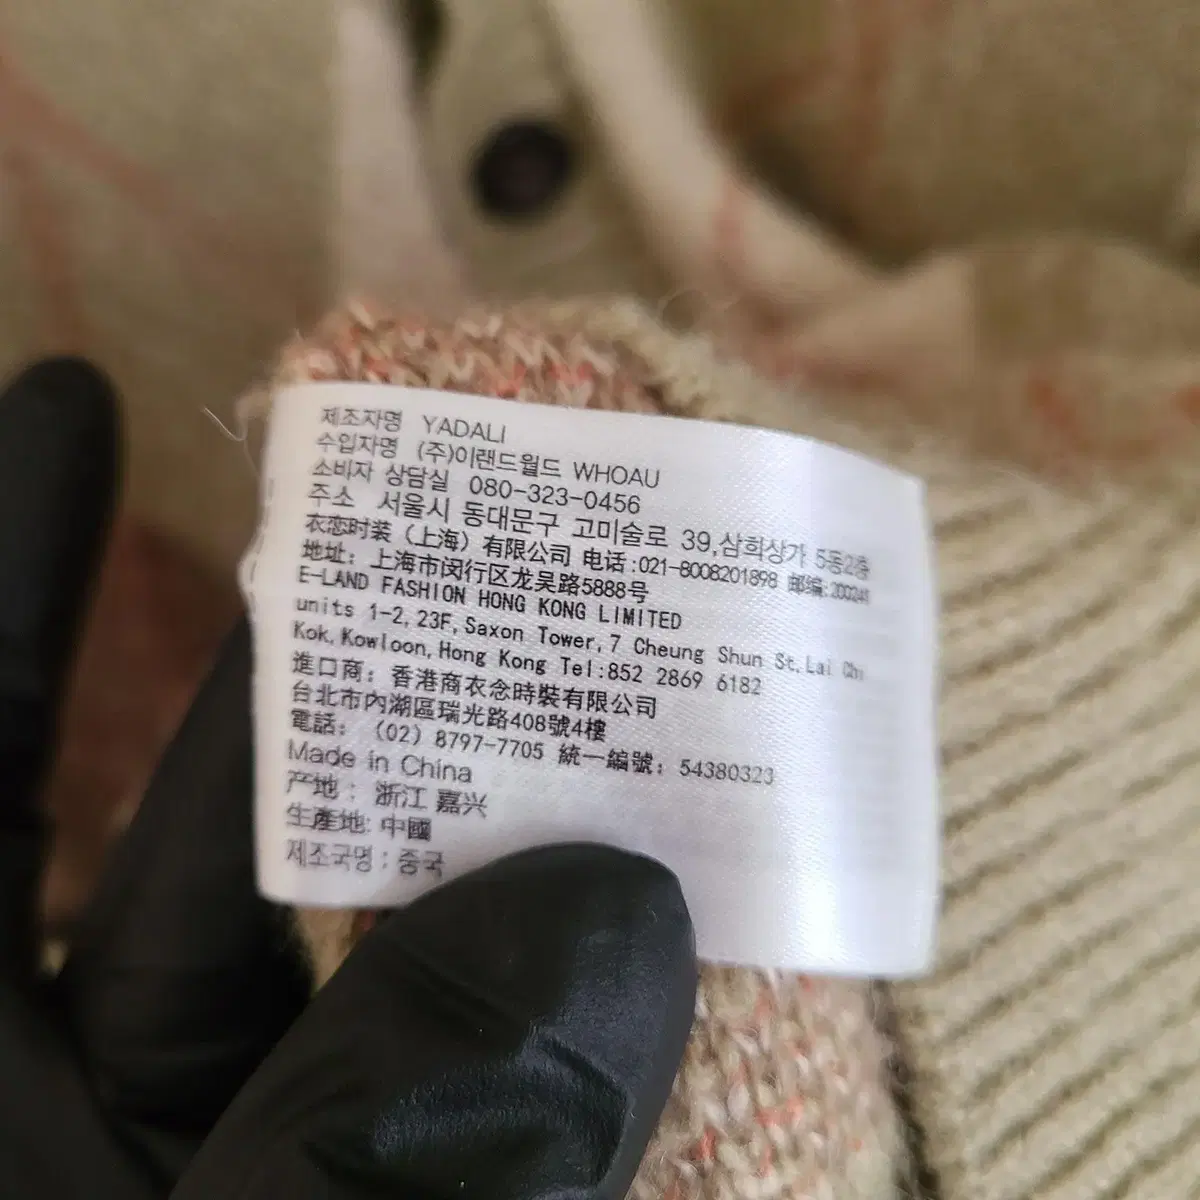 제조자명 YADALI
수입자명 (주)이랜드월드 WHOAU
소비자 상담실 080-323-0456
주소 서울시 동대문구 고미술로 39,삼희상가 5동2층
衣恋时装（上海）有限公司 电话:021-8008201898 邮编:200241
地址: 上海市闵行区龙吴路5888号
E-LAND FASHION HONG KONG LIMITED
units 1-2, 23F, Saxon Tower, 7 Cheung Shun St. Lai Chi
Kok, Kowloon, Hong Kong Tel:852 2869 6182
進口商: 香港商衣念時裝有限公司
台北市內湖區瑞光路408號4樓
電話: (02) 8797-7705 統一編號: 54380323
Made in China
产地: 浙江 嘉兴
生產地: 中國
제조국명: 중국